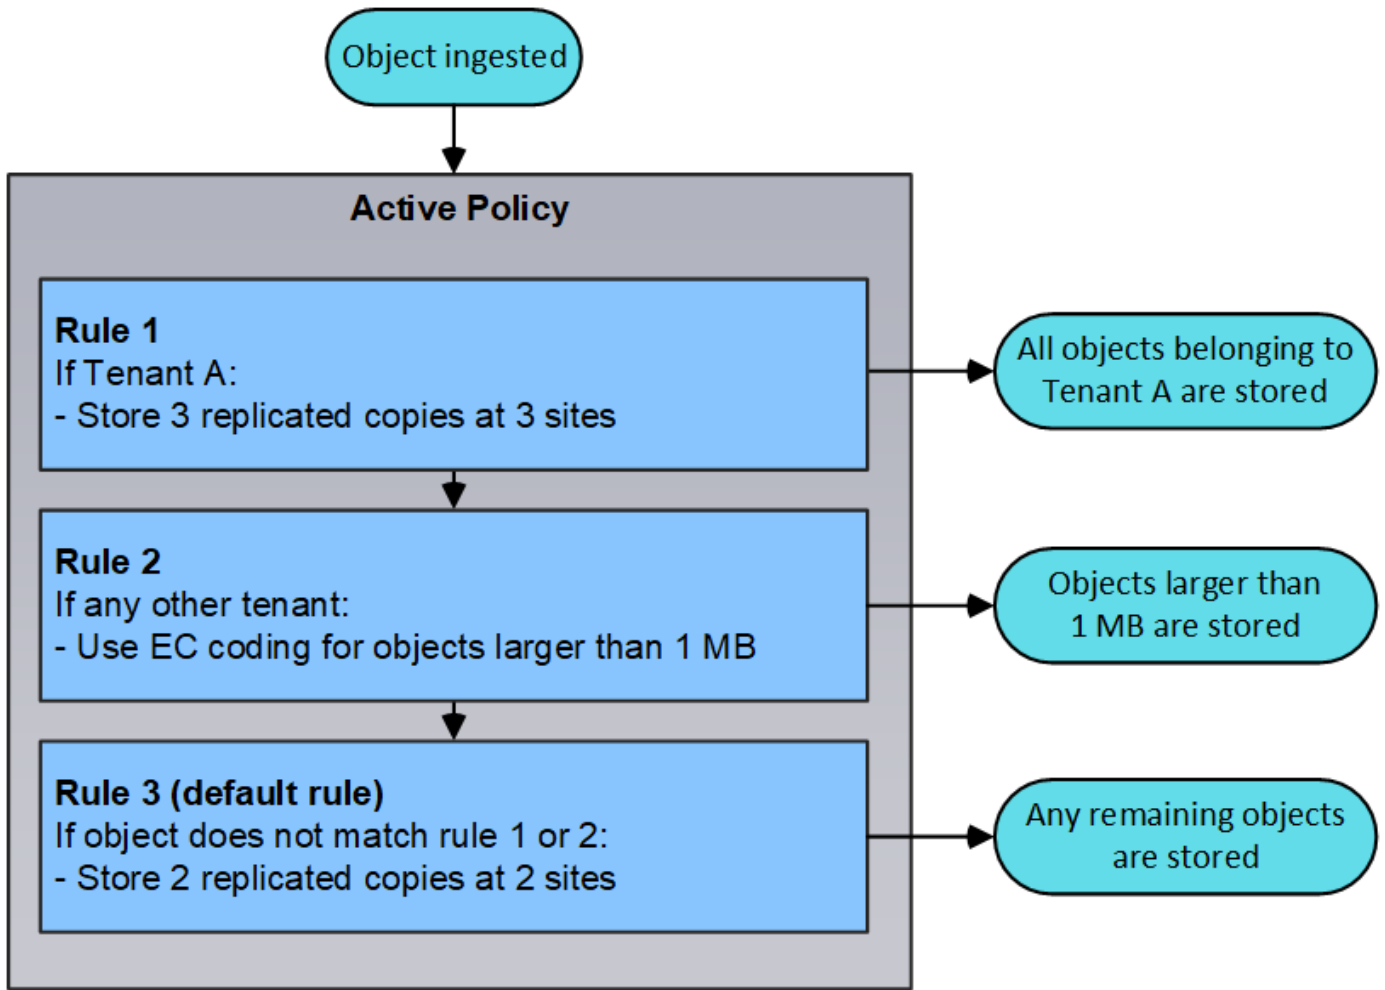 Object ingested
Active Policy
Rule 1
If Tenant A:
- Store 3 replicated copies at 3 sites
All objects belonging to
Tenant A are stored
Rule 2
If any other tenant:
- Use EC coding for objects larger than 1 MB
Objects larger than
1 MB are stored
Rule 3 (default rule)
If object does not match rule 1 or 2:
- Store 2 replicated copies at 2 sites
Any remaining objects
are stored